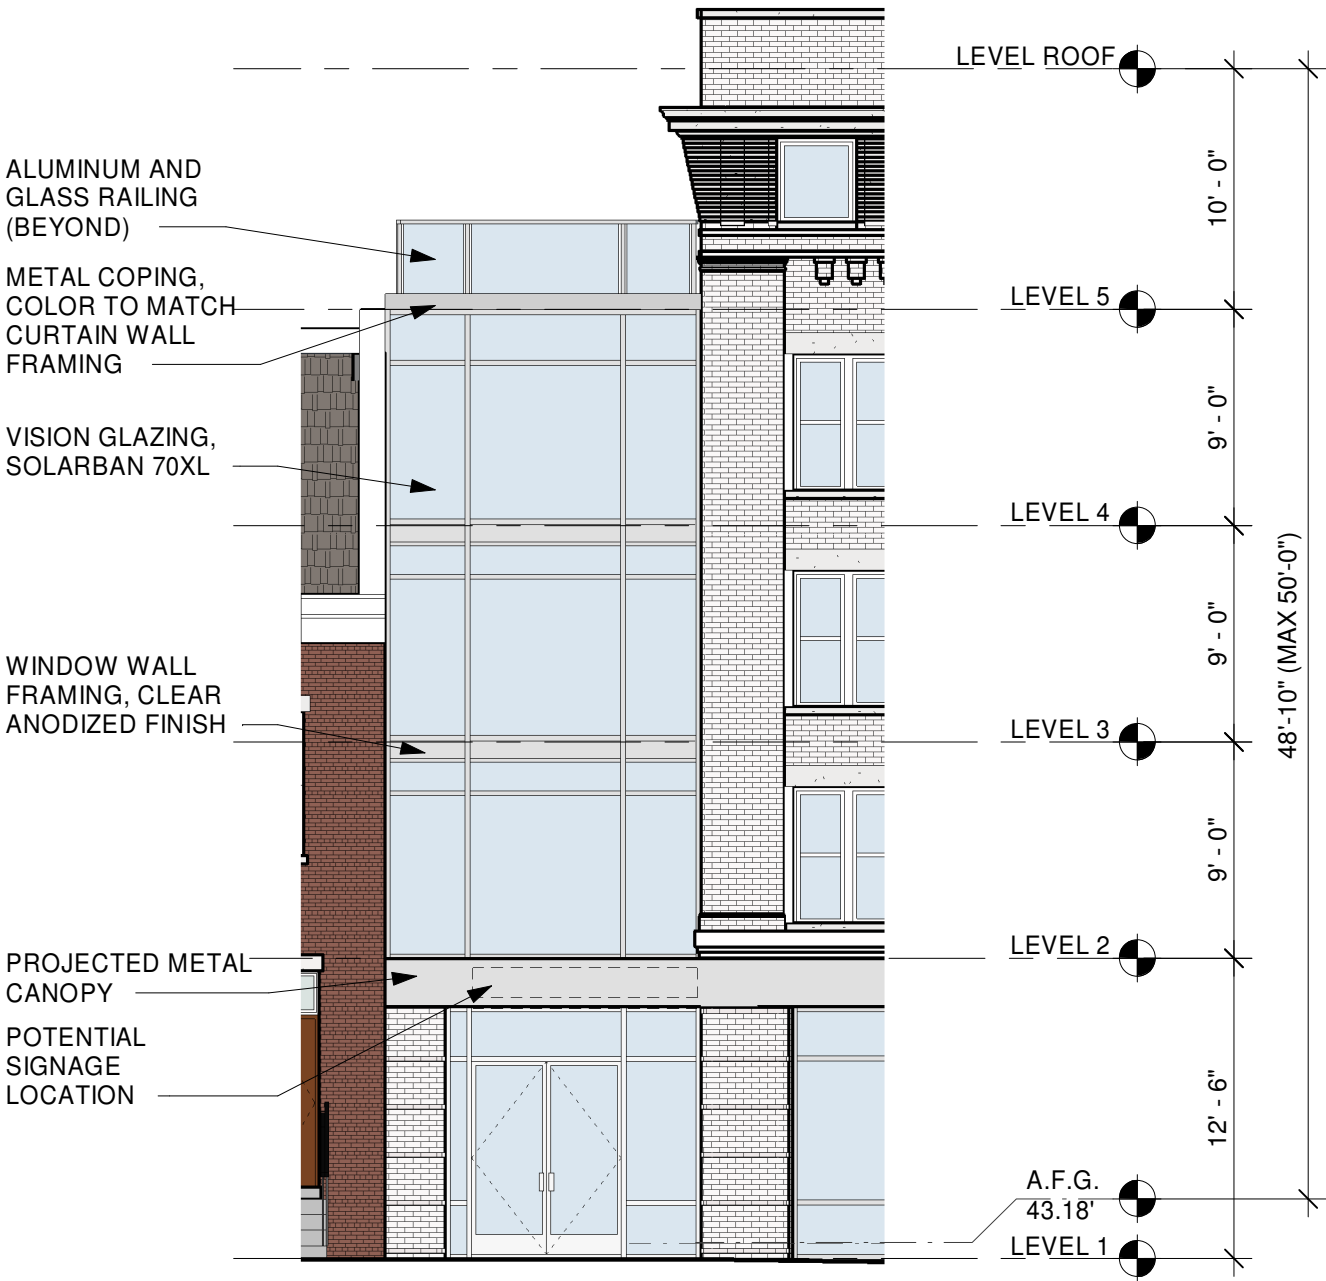 LEVEL ROOF
ALUMINUM AND
GLASS RAILING
(BEYOND)
10' - 0"
METAL COPING,
COLOR TO MATCH
CURTAIN WALL
FRAMING
LEVEL 5
9' - 0"
VISION GLAZING,
SOLARBAN 70XL
LEVEL 4
48'-10" (MAX 50'-0")
9' - 0"
WINDOW WALL
FRAMING, CLEAR
ANODIZED FINISH
LEVEL 3
9' - 0"
PROJECTED METAL
CANOPY
LEVEL 2
POTENTIAL
SIGNAGE
LOCATION
12' - 6"
A.F.G.
43.18'
LEVEL 1